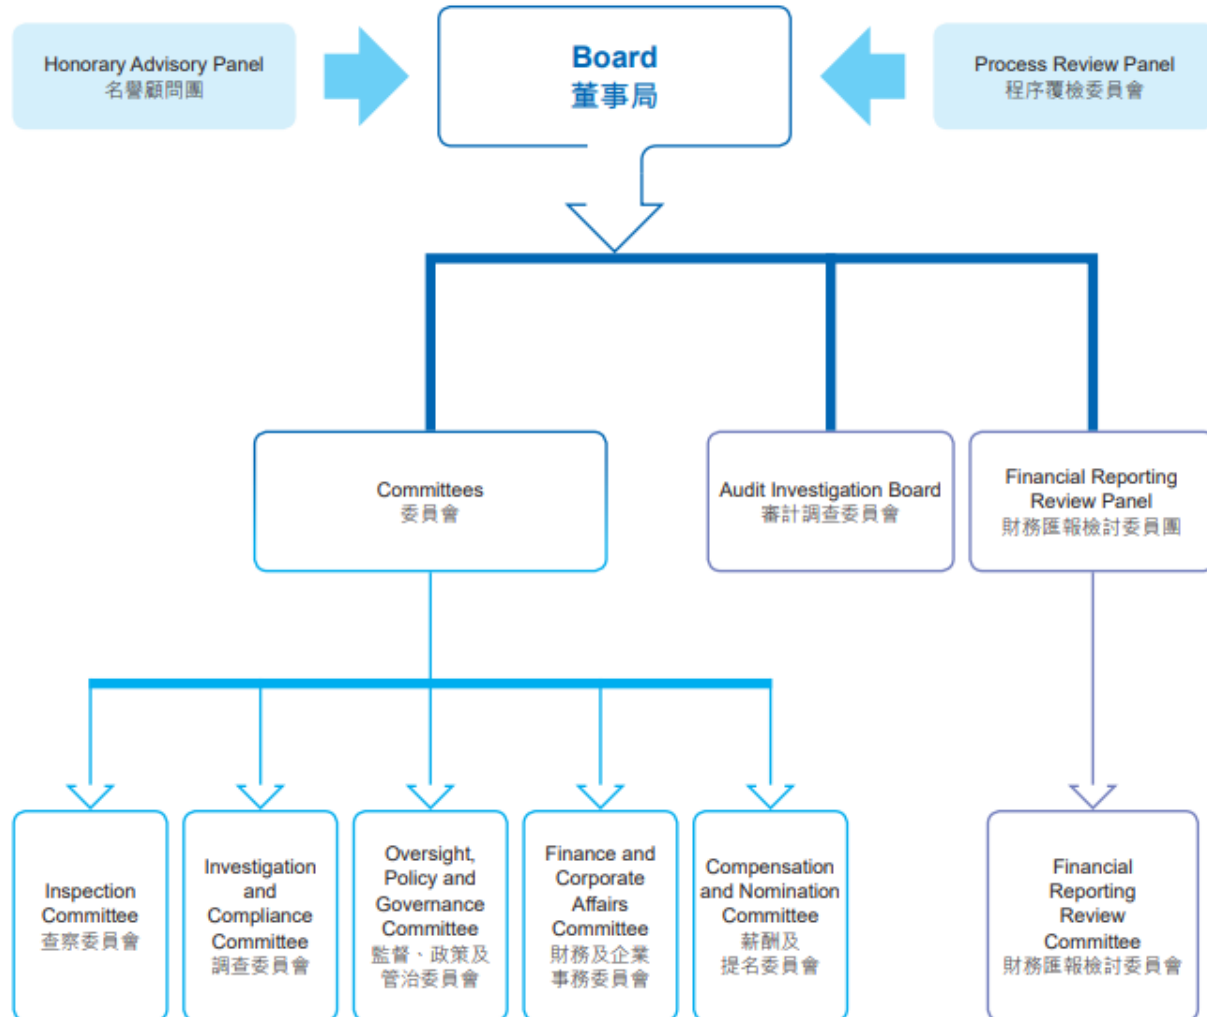 Honorary Advisory Panel
名譽顧問團
Board
董事局
Process Review Panel
程序覆檢委員會
Committees
委員會
Audit Investigation Board
審計調查委員會
Financial Reporting
Review Panel
財務匯報檢討委員團
Inspection
Committee
查察委員會
Investigation
and
Compliance
Committee
調查委員會
Oversight,
Policy and
Governance
Committee
監督、政策及
管治委員會
Finance and
Corporate
Affairs
Committee
財務及企業
事務委員會
Compensation
and Nomination
Committee
薪酬及
提名委員會
Financial
Reporting
Review
Committee
財務匯報檢討委員會